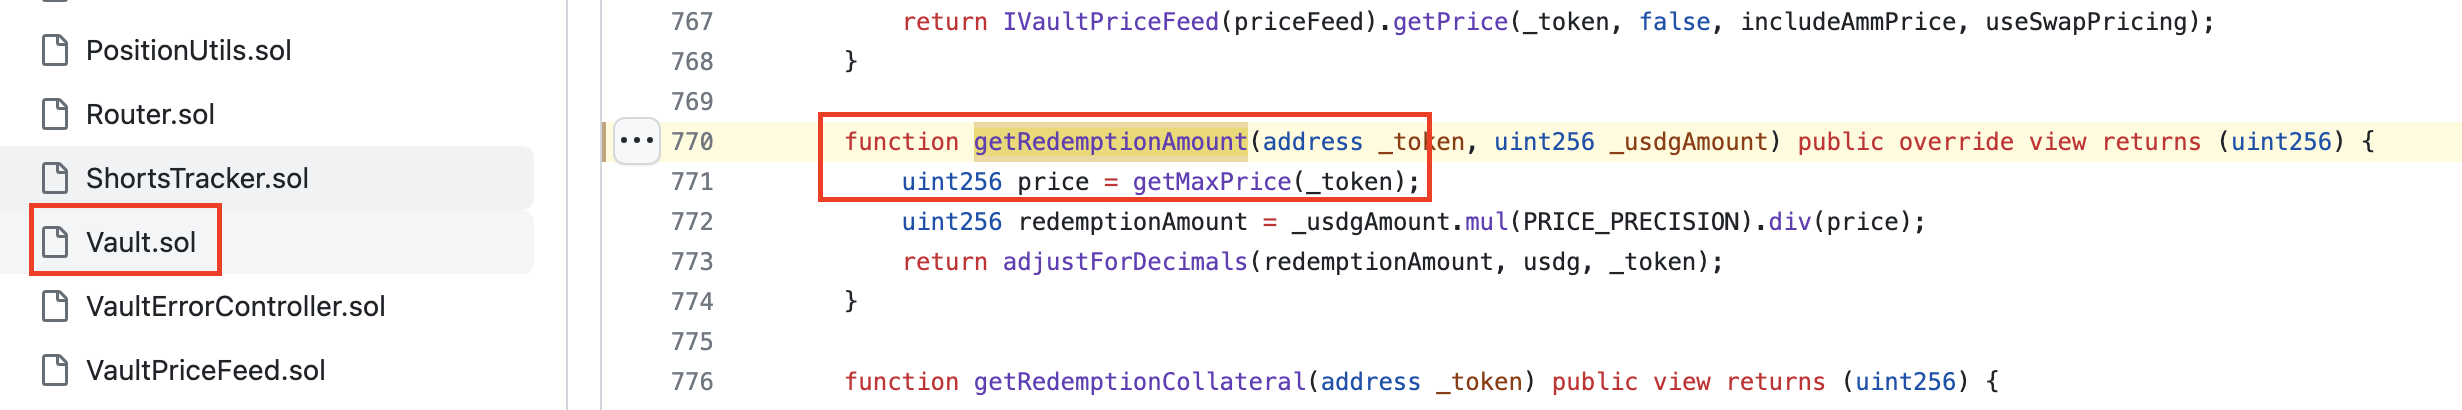 PositionUtils.sol
Router.sol
ShortsTracker.sol
Vault.sol
VaultErrorController.sol
VaultPriceFeed.sol
767 return IVaultPriceFeed(priceFeed).getPrice(_token, false, includeAmmPrice, useSwapPricing);
768 }
769
770 function getRedemptionAmount(address _token, uint256 _usdgAmount) public override view returns (uint256) {
771 uint256 price = getMaxPrice(_token);
772 uint256 redemptionAmount = _usdgAmount.mul(PRICE_PRECISION).div(price);
773 return adjustForDecimals(redemptionAmount, usdg, _token);
774 }
775
776 function getRedemptionCollateral(address _token) public view returns (uint256) {